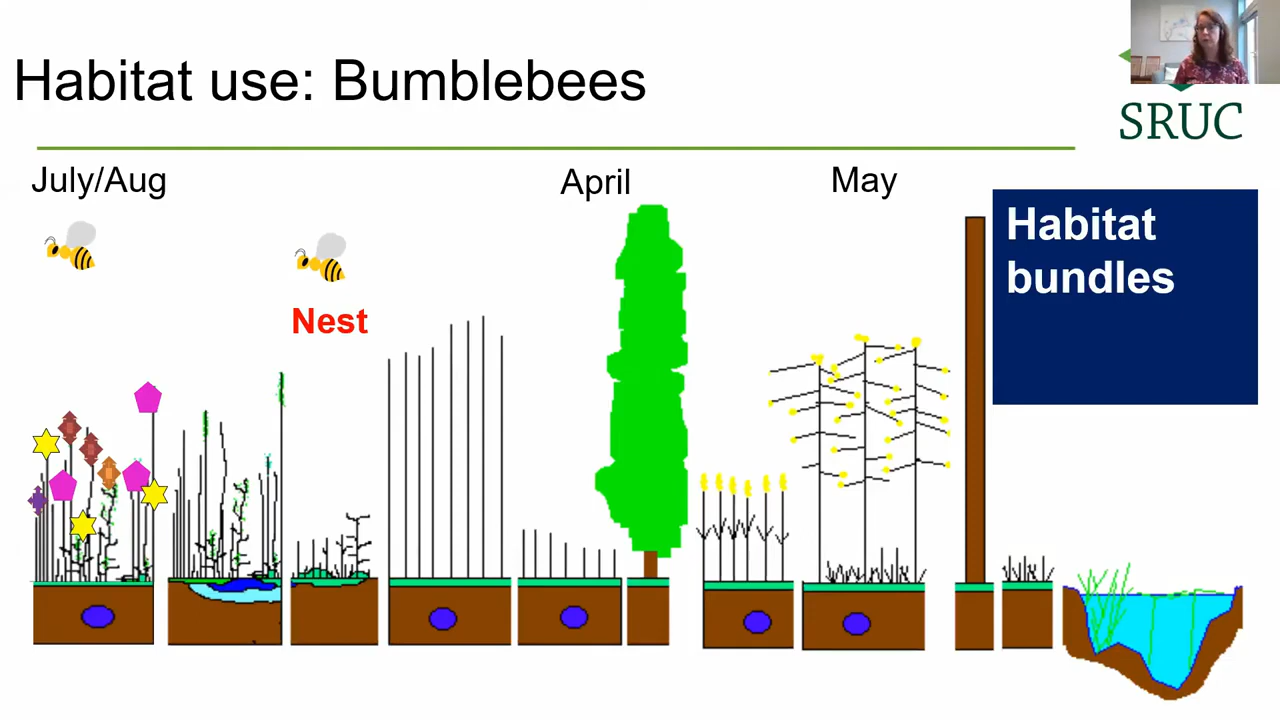 Habitat use: Bumblebees
SRUC
July/Aug
April
May
Habitat
bundles
Nest